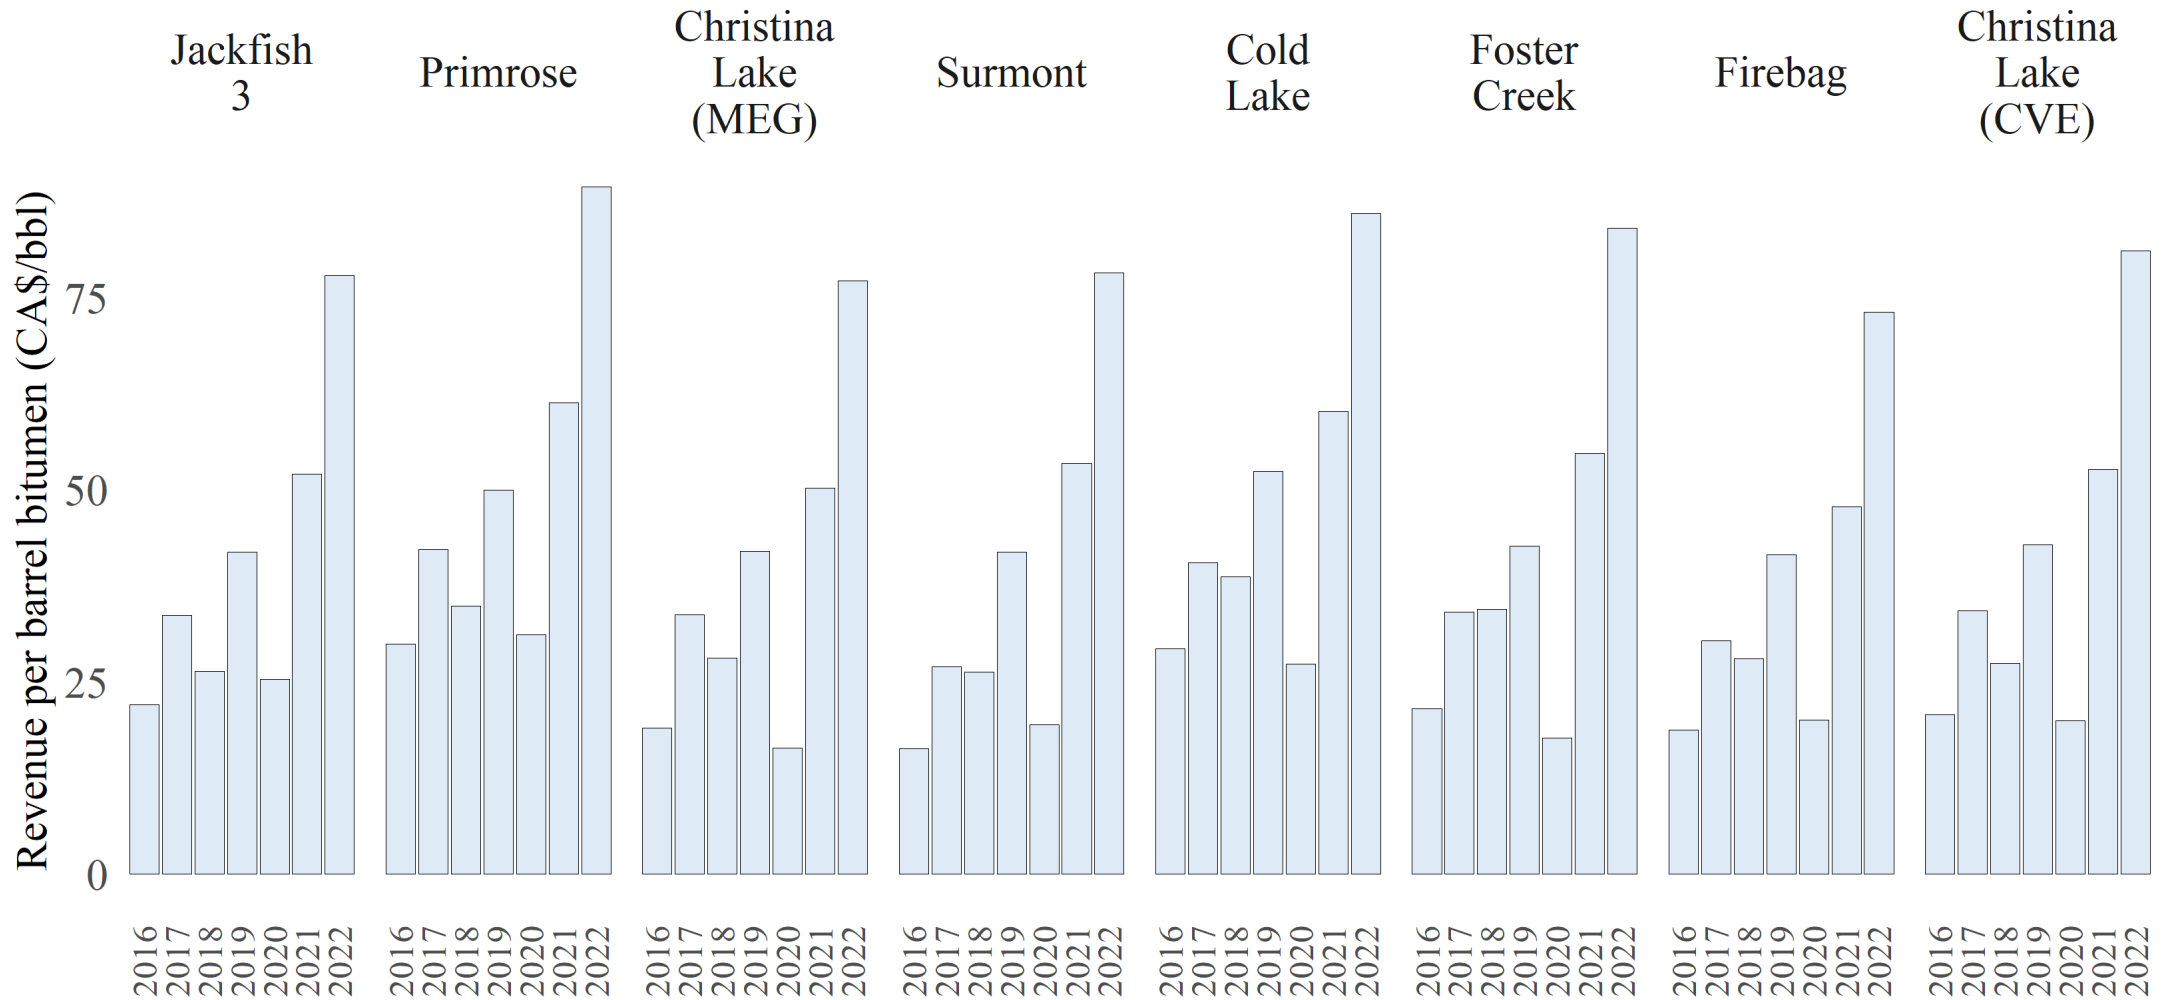 Jackfish
3
Primrose
Christina
Lake
(MEG)
Surmont
Cold
Lake
Foster
Creek
Firebag
Christina
Lake
(CVE)
Revenue per barrel bitumen (CA$/bbl)
75
50
25
0
2016 2017 2018 2019 2020 2021 2022
2016 2017 2018 2019 2020 2021 2022
2016 2017 2018 2019 2020 2021 2022
2016 2017 2018 2019 2020 2021 2022
2016 2017 2018 2019 2020 2021 2022
2016 2017 2018 2019 2020 2021 2022
2016 2017 2018 2019 2020 2021 2022
2016 2017 2018 2019 2020 2021 2022